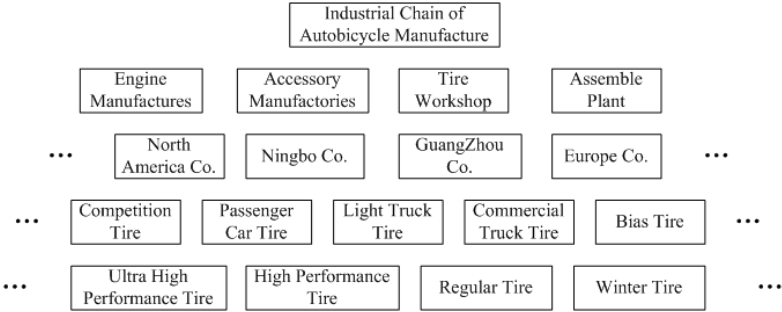 Industrial Chain of
Autobicycle Manufacture
Engine
Manufactures
Accessory
Manufactories
Tire
Workshop
Assemble
Plant
...
North
America Co.
Ningbo Co.
GuangZhou
Co.
Europe Co.
...
...
Competition
Tire
Passenger
Car Tire
Light Truck
Tire
Commercial
Truck Tire
Bias Tire
...
...
Ultra High
Performance Tire
High Performance
Tire
Regular Tire
Winter Tire
...